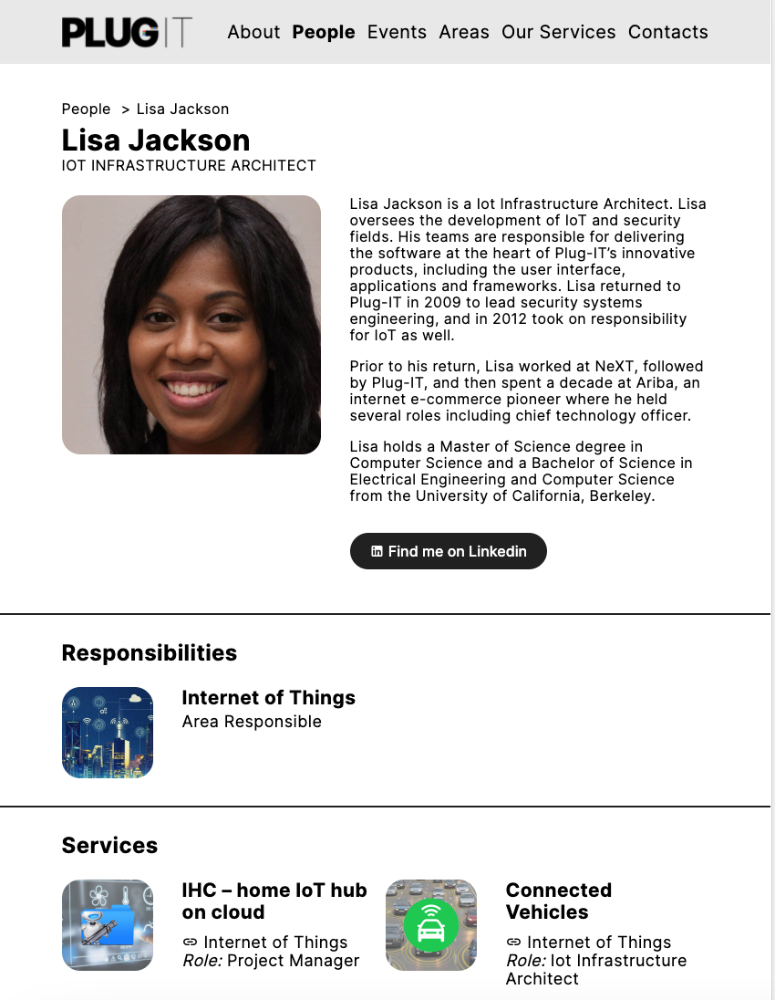 PLUGIT About People Events Areas Our Services Contacts
People > Lisa Jackson
Lisa Jackson
IOT INFRASTRUCTURE ARCHITECT
Lisa Jackson is a Iot Infrastructure Architect. Lisa
oversees the development of IoT and security
fields. His teams are responsible for delivering
the software at the heart of Plug-IT’s innovative
products, including the user interface,
applications and frameworks. Lisa returned to
Plug-IT in 2009 to lead security systems
engineering, and in 2012 took on responsibility
for IoT as well.
Prior to his return, Lisa worked at NeXT, followed
by Plug-IT, and then spent a decade at Ariba, an
internet e-commerce pioneer where he held
several roles including chief technology officer.
Lisa holds a Master of Science degree in
Computer Science and a Bachelor of Science in
Electrical Engineering and Computer Science
from the University of California, Berkeley.
Find me on Linkedin
Responsibilities
Internet of Things
Area Responsible
Services
IHC – home IoT hub
on cloud
Internet of Things
Role: Project Manager
Connected
Vehicles
Internet of Things
Role: Iot Infrastructure
Architect